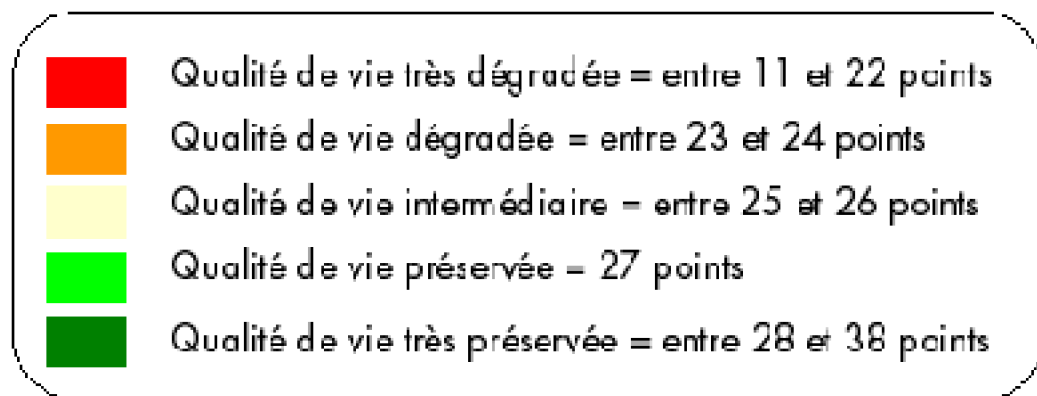 Qualité de vie très dégradée = entre 11 et 22 points
Qualité de vie dégradée = entre 23 et 24 points
Qualité de vie intermédiaire = entre 25 et 26 points
Qualité de vie préservée = 27 points
Qualité de vie très préservée = entre 28 et 38 points